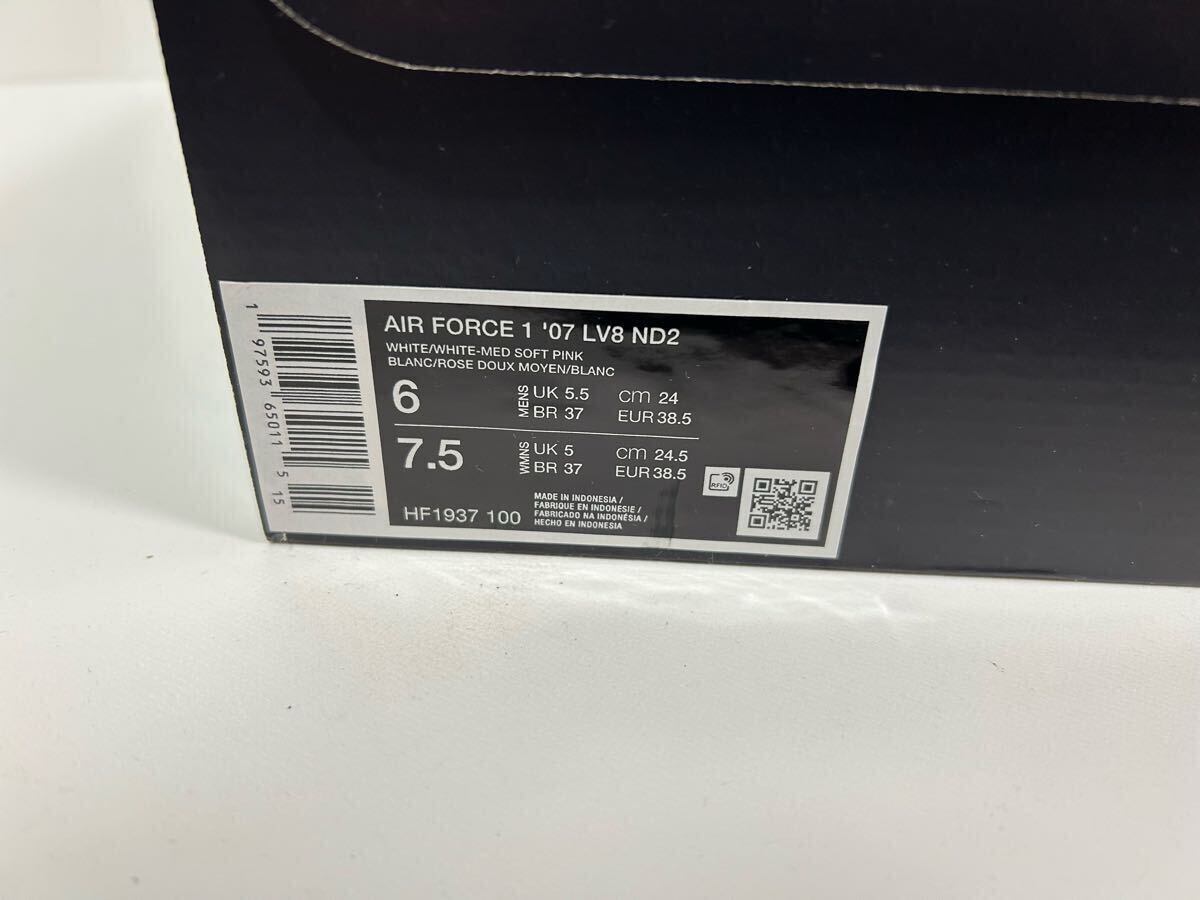 AIR FORCE 1 '07 LV8 ND2
WHITE/WHITE-MED SOFT PINK
BLANC/ROSE DOUX MOYEN/BLANC
6
MENS
UK 5.5 cm 24
BR 37 EUR 38.5
7.5
WMNS
UK 5 cm 24.5
BR 37 EUR 38.5
HF1937 100
MADE IN INDONESIA /
FABRIQUE EN INDONESIE /
FABRICADO NA INDONÉSIA /
HECHO EN INDONESIA
RFID
1 97593 65011 5 15